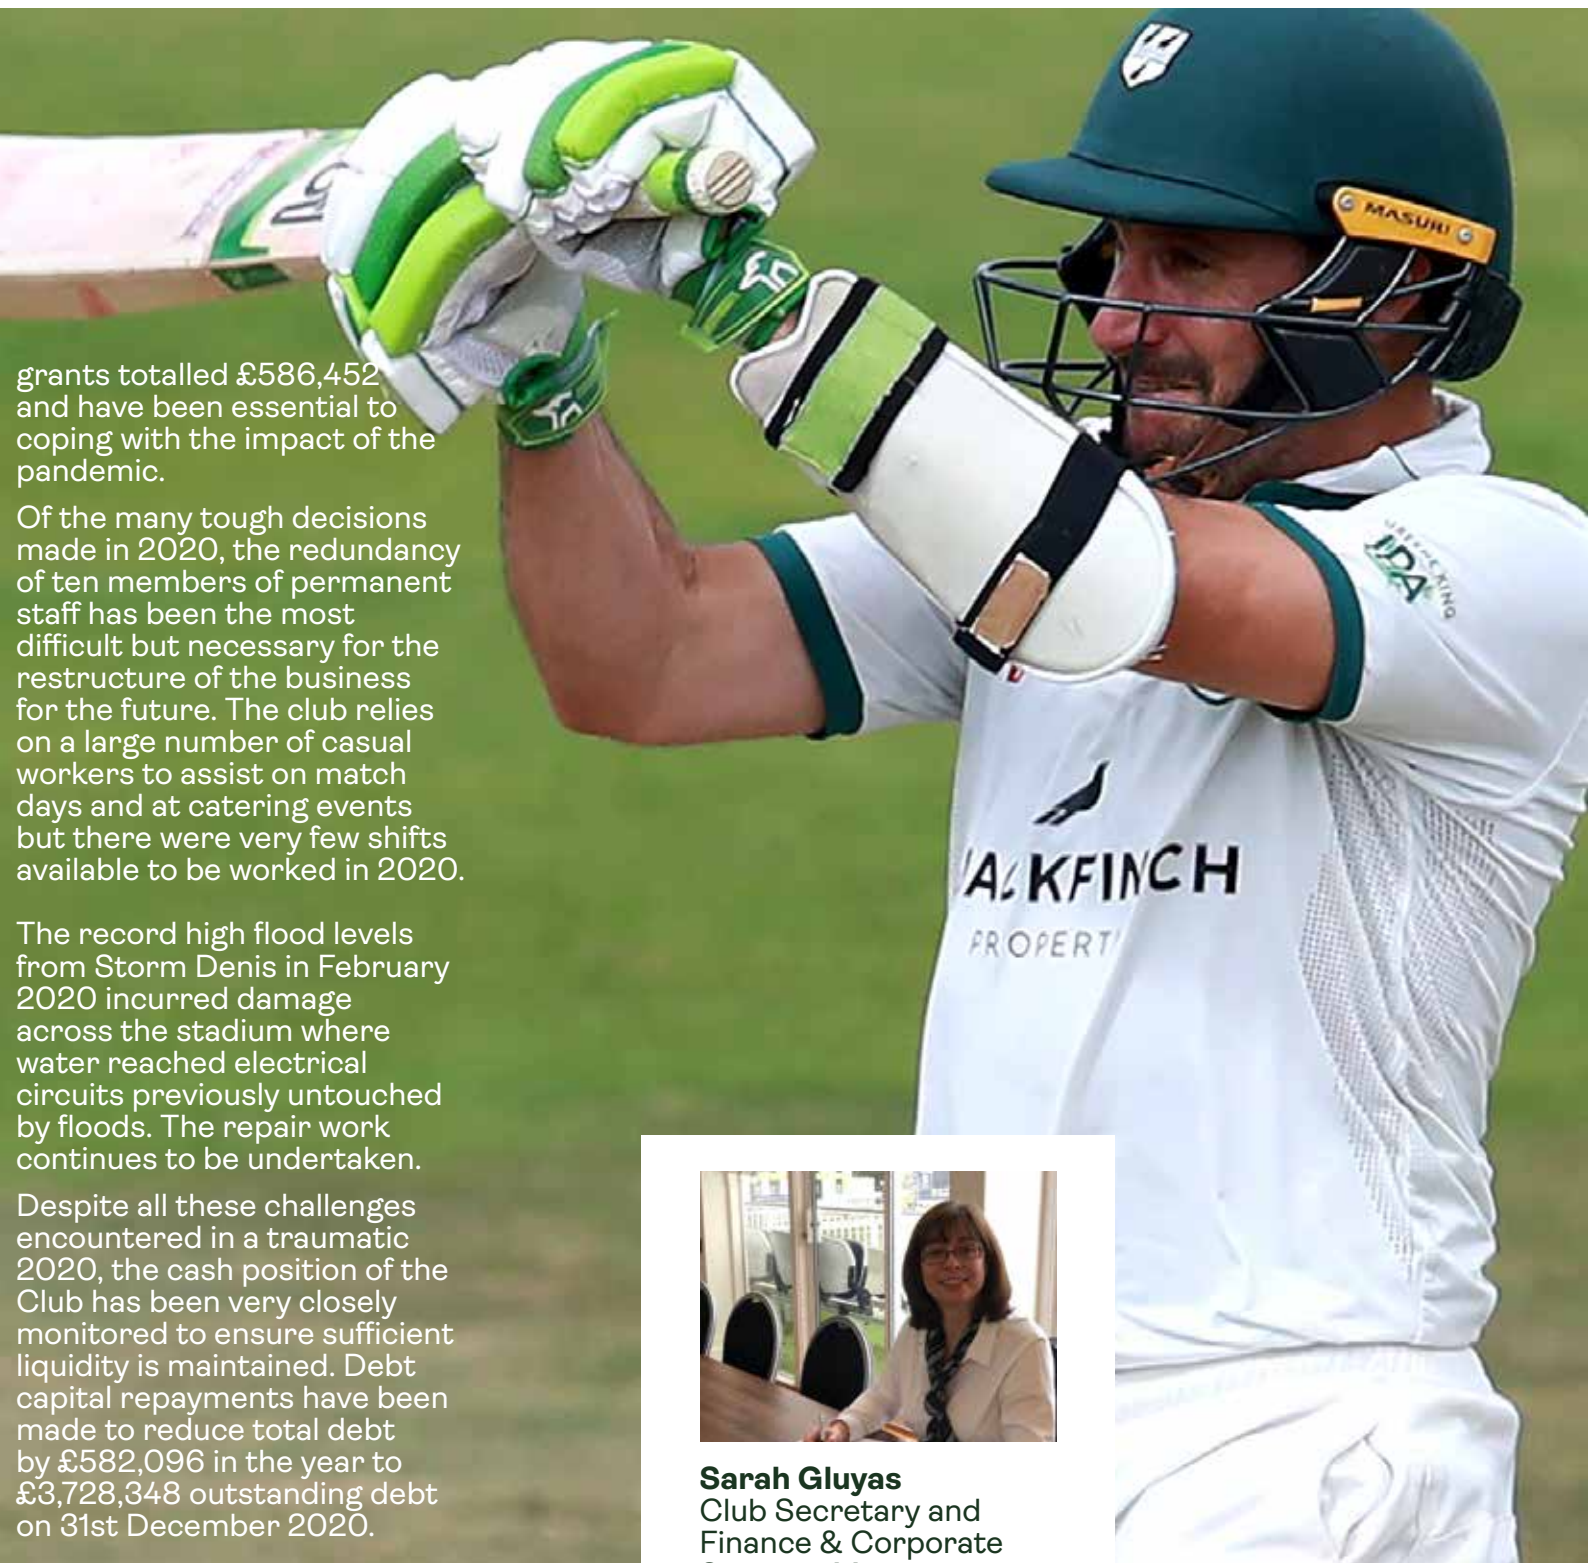 grants totalled £586,452
and have been essential to
coping with the impact of the
pandemic.
Of the many tough decisions
made in 2020, the redundancy
of ten members of permanent
staff has been the most
difficult but necessary for the
restructure of the business
for the future. The club relies
on a large number of casual
workers to assist on match
days and at catering events
but there were very few shifts
available to be worked in 2020.
The record high flood levels
from Storm Denis in February
2020 incurred damage
across the stadium where
water reached electrical
circuits previously untouched
by floods. The repair work
continues to be undertaken.
Despite all these challenges
encountered in a traumatic
2020, the cash position of the
Club has been very closely
monitored to ensure sufficient
liquidity is maintained. Debt
capital repayments have been
made to reduce total debt
by £582,096 in the year to
£3,728,348 outstanding debt
on 31st December 2020.
MASURI
GREENE KING
IPA
JACKFINCH
PROPERT
Sarah Gluyas
Club Secretary and
Finance & Corporate